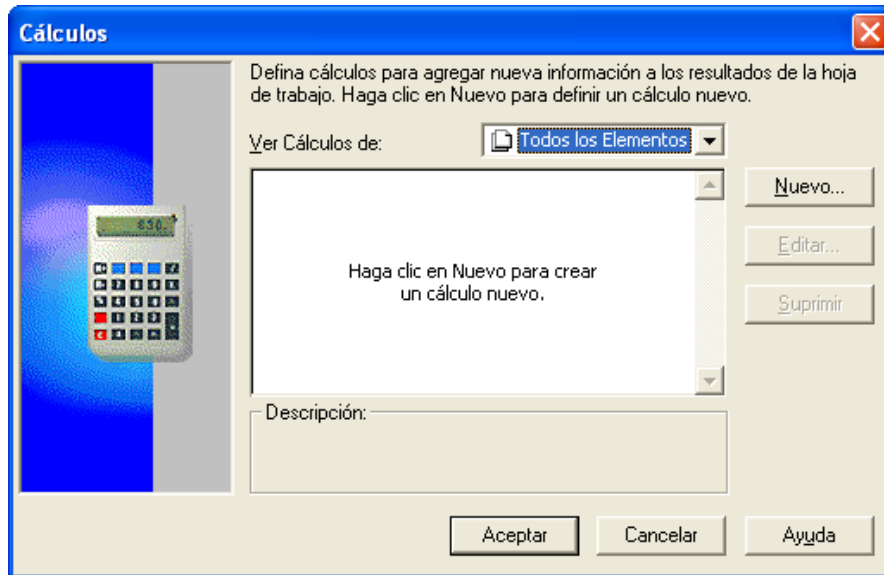 Cálculos
Defina cálculos para agregar nueva información a los resultados de la hoja
de trabajo. Haga clic en Nuevo para definir un cálculo nuevo.
Ver Cálculos de:
Todos los Elementos
Nuevo...
Editar...
Suprimir
Haga clic en Nuevo para crear
un cálculo nuevo.
Descripción:
Aceptar
Cancelar
Ayuda